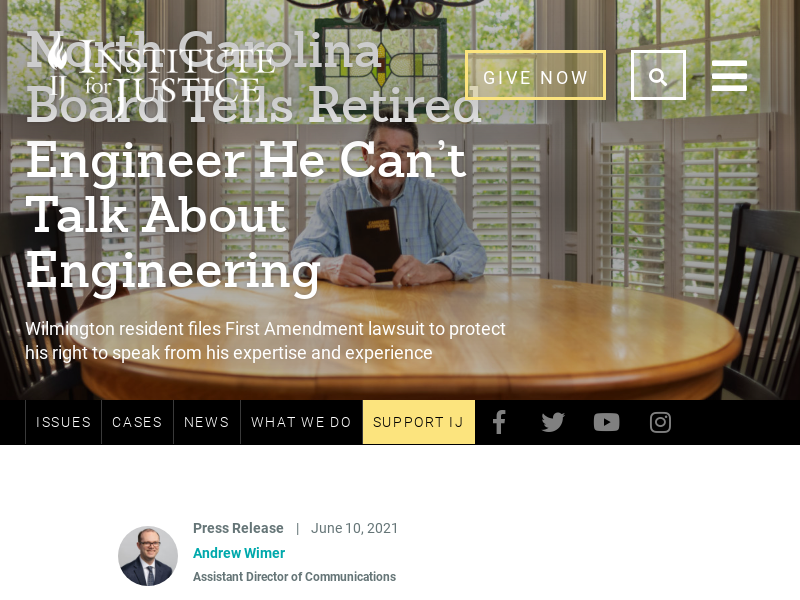 North Carolina
Board Tells Retired
Engineer He Can't
Talk About
Engineering
INSTITUTE
IJ for JUSTICE
GIVE NOW
Wilmington resident files First Amendment lawsuit to protect
his right to speak from his expertise and experience
ISSUES CASES NEWS WHAT WE DO SUPPORT IJ
Press Release | June 10, 2021
Andrew Wimer
Assistant Director of Communications